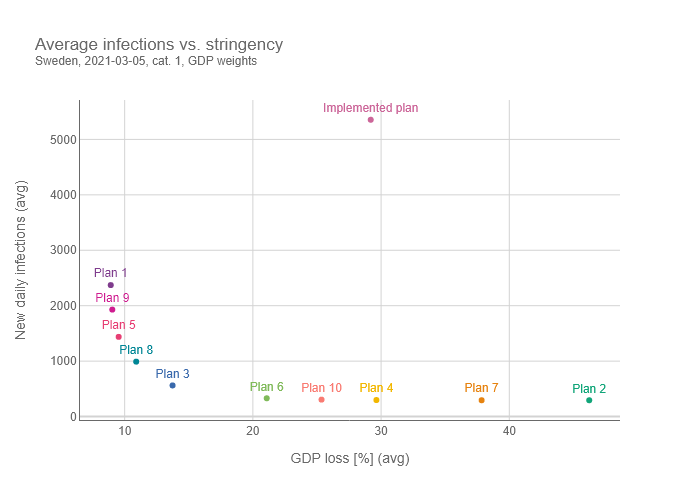 Average infections vs. stringency
Sweden, 2021-03-05, cat. 1, GDP weights
Implemented plan
5000
4000
3000
Plan 1
2000
Plan 9
Plan 5
1000
Plan 8
Plan 3
Plan 6
Plan 10
Plan 4
Plan 7
Plan 2
0
10
20
30
40
New daily infections (avg)
GDP loss [%] (avg)